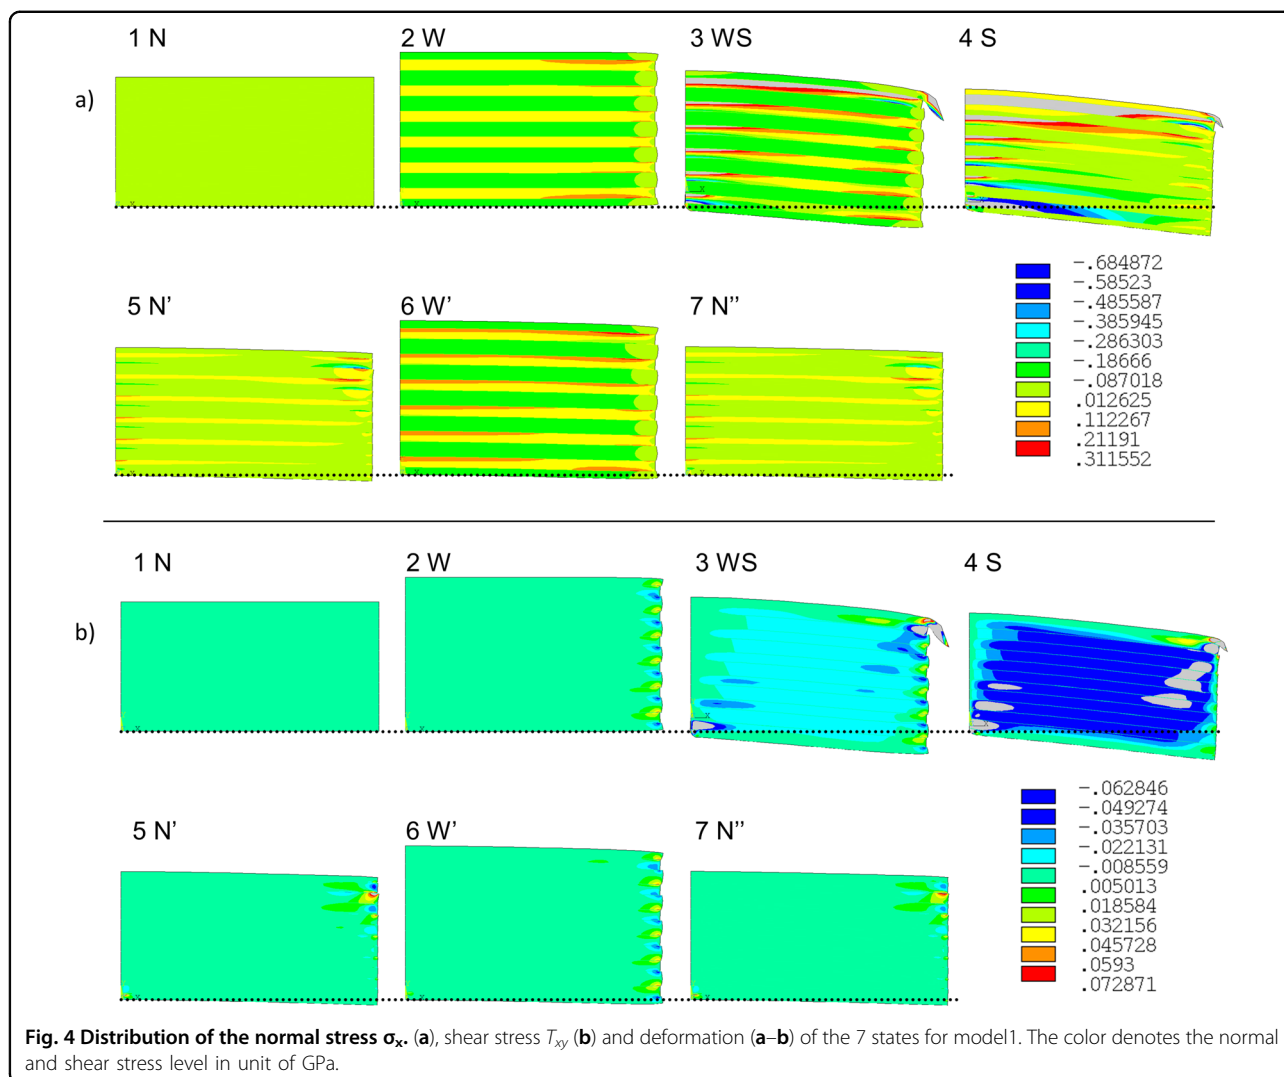 1 N
2 W
3 WS
4 S
a)
5 N’
6 W’
7 N’’
-.684872
-.58523
-.485587
-.385945
-.286303
-.18666
-.087018
.012625
.112267
.21191
.311552
1 N
2 W
3 WS
4 S
b)
5 N’
6 W’
7 N’’
-.062846
-.049274
-.035703
-.022131
-.008559
.005013
.018584
.032156
.045728
.0593
.072871
Fig. 4 Distribution of the normal stress σx. (a), shear stress Txy (b) and deformation (a–b) of the 7 states for model1. The color denotes the normal
and shear stress level in unit of GPa.